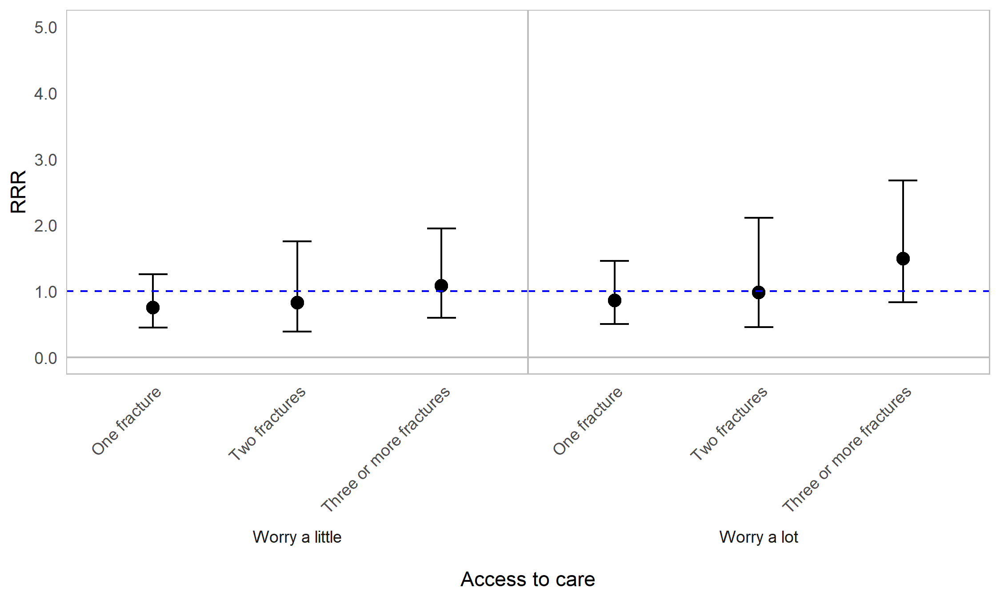 5.0
4.0
3.0
2.0
1.0
0.0
RRR
One fracture
Two fractures
Three or more fractures
One fracture
Two fractures
Three or more fractures
Worry a little
Worry a lot
Access to care